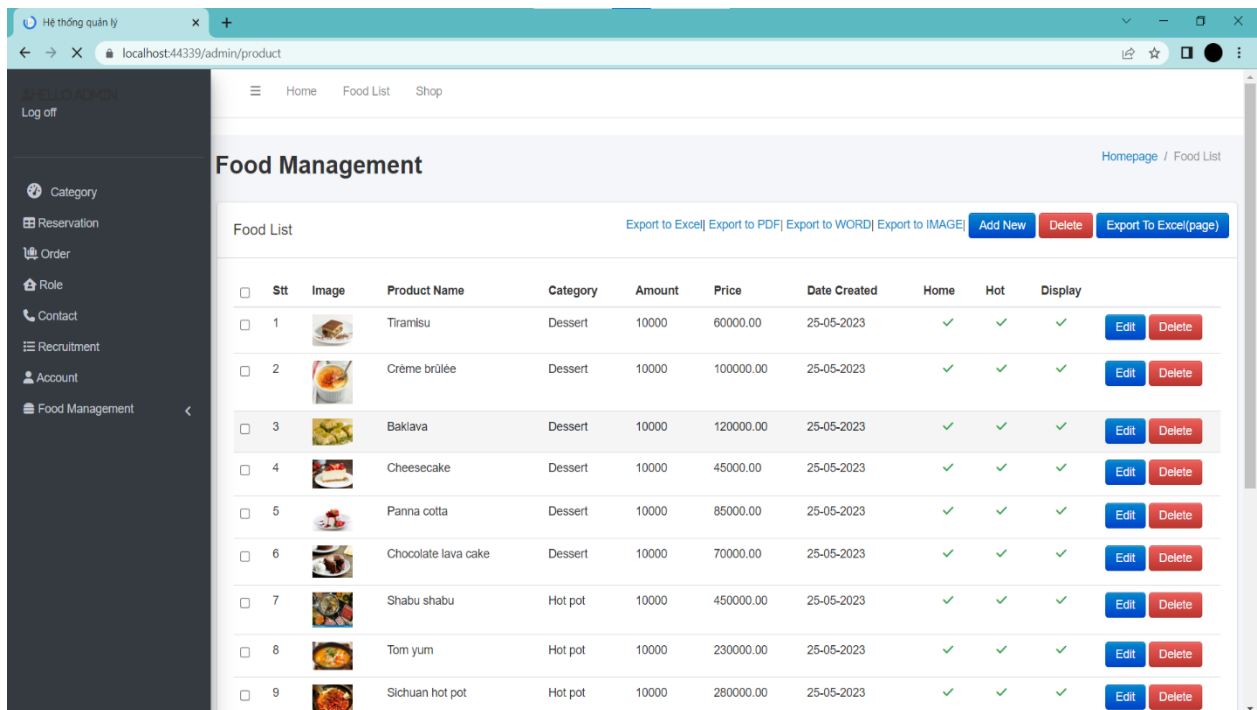 Hệ thống quản lý
localhost:44339/admin/product
HELLO ADMIN
Log off
Category
Reservation
Order
Role
Contact
Recruitment
Account
Food Management
Home Food List Shop
Food Management
Homepage / Food List
Food List
Export to Excel| Export to PDF| Export to WORD| Export to IMAGE| Add New Delete Export To Excel(page)
Stt Image Product Name Category Amount Price Date Created Home Hot Display
1 Tiramisu Dessert 10000 60000.00 25-05-2023 Edit Delete
2 Crème brûlée Dessert 10000 100000.00 25-05-2023 Edit Delete
3 Baklava Dessert 10000 120000.00 25-05-2023 Edit Delete
4 Cheesecake Dessert 10000 45000.00 25-05-2023 Edit Delete
5 Panna cotta Dessert 10000 85000.00 25-05-2023 Edit Delete
6 Chocolate lava cake Dessert 10000 70000.00 25-05-2023 Edit Delete
7 Shabu shabu Hot pot 10000 450000.00 25-05-2023 Edit Delete
8 Tom yum Hot pot 10000 230000.00 25-05-2023 Edit Delete
9 Sichuan hot pot Hot pot 10000 280000.00 25-05-2023 Edit Delete